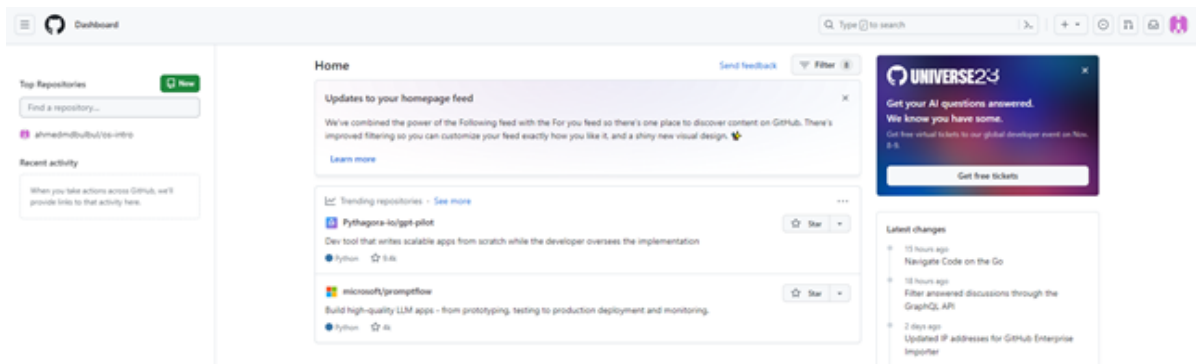 Dashboard
Type / to search
Top Repositories
New
Find a repository...
ahmedmdbulbul/os-intro
Recent activity
When you take actions across GitHub, we'll
provide links to that activity here.
Home
Send feedback
Filter 8
Updates to your homepage feed
We've combined the power of the Following feed with the For you feed so there's one place to discover content on GitHub. There's
improved filtering so you can customize your feed exactly how you like it, and a shiny new visual design.
Learn more
Trending repositories · See more
Pythagora-io/gpt-pilot
Star
Dev tool that writes scalable apps from scratch while the developer oversees the implementation
Python 9.4k
microsoft/promptflow
Star
Build high-quality LLM apps - from prototyping, testing to production deployment and monitoring.
Python 4k
UNIVERSE23
Get your AI questions answered.
We know you have some.
Get free virtual tickets to our global developer event on Nov.
8-9.
Get free tickets
Latest changes
15 hours ago
Navigate Code on the Go
18 hours ago
Filter answered discussions through the
GraphQL API
2 days ago
Updated IP addresses for GitHub Enterprise
Importer